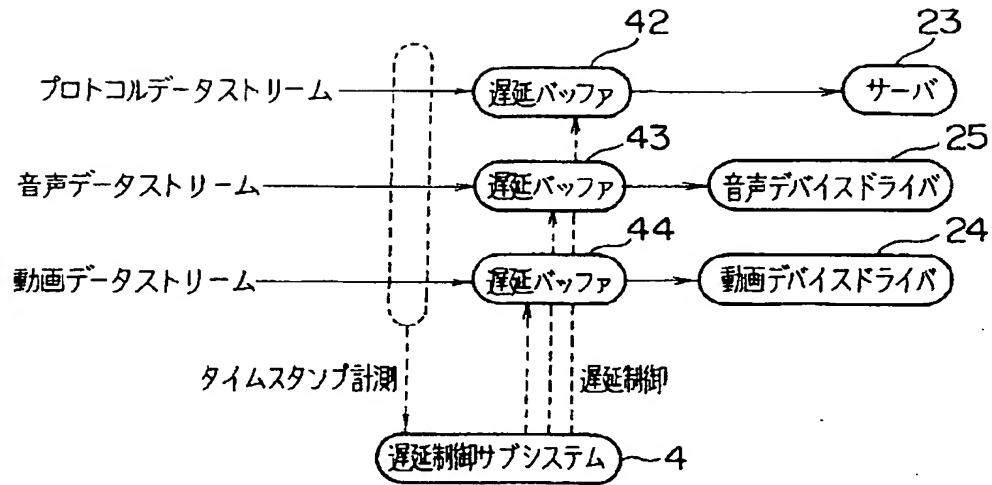 42
23
プロトコルデータストリーム
遅延バッファ
サーバ
43
25
音声データストリーム
遅延バッファ
音声デバイスドライバ
44
24
動画データストリーム
遅延バッファ
動画デバイスドライバ
タイムスタンプ計測
遅延制御
遅延制御サブシステム
4